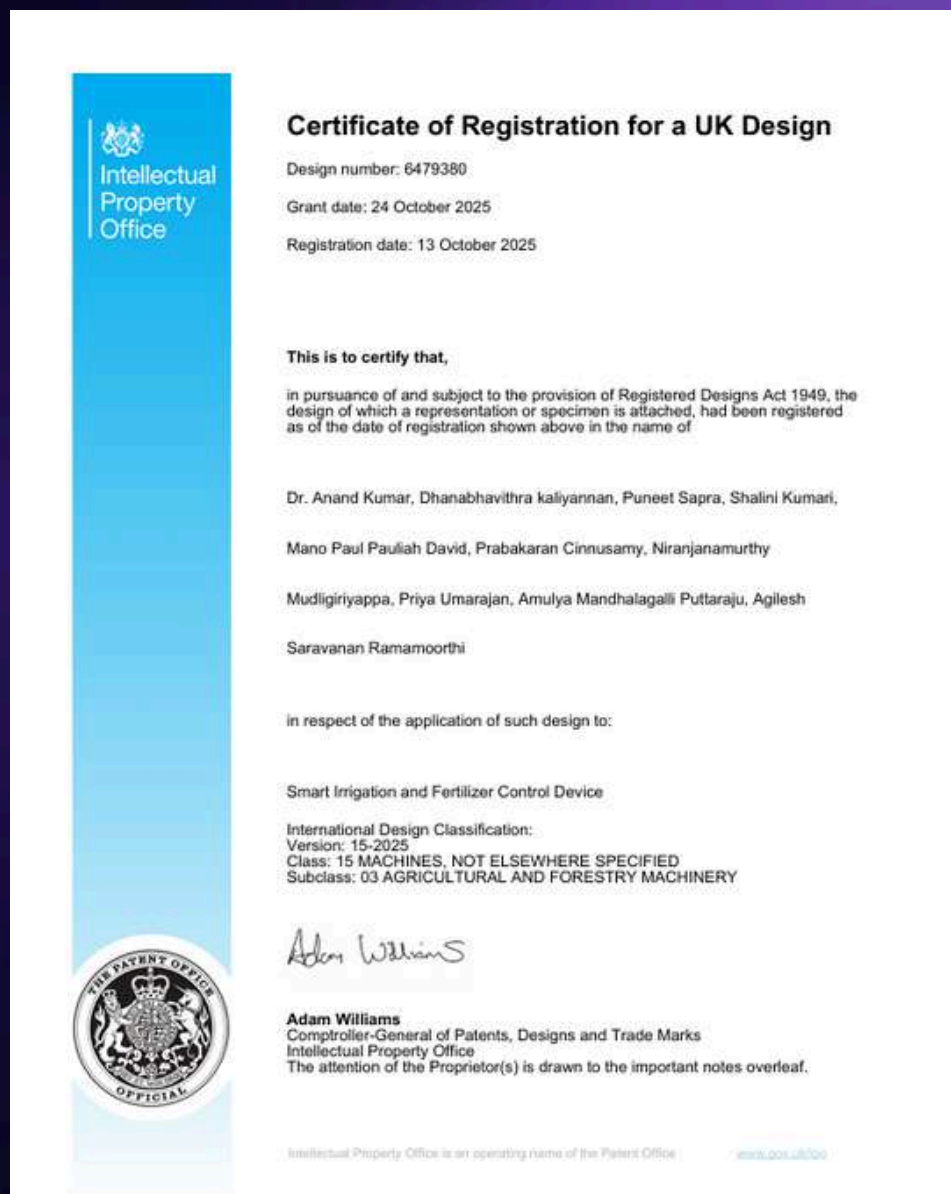 Intellectual
Property
Office
Certificate of Registration for a UK Design
Design number: 6479380
Grant date: 24 October 2025
Registration date: 13 October 2025
This is to certify that,
in pursuance of and subject to the provision of Registered Designs Act 1949, the
design of which a representation or specimen is attached, had been registered
as of the date of registration shown above in the name of
Dr. Anand Kumar, Dhanabhavithra kaliyannan, Puneet Sapra, Shalini Kumari,
Mano Paul Pauliah David, Prabakaran Cinnusamy, Niranjanamurthy
Mudligiriyappa, Priya Umarajan, Amulya Mandhalagalli Puttaraju, Agilesh
Saravanan Ramamoorthi
in respect of the application of such design to:
Smart Irrigation and Fertilizer Control Device
International Design Classification:
Version: 15-2025
Class: 15 MACHINES, NOT ELSEWHERE SPECIFIED
Subclass: 03 AGRICULTURAL AND FORESTRY MACHINERY
Adam Williams
Adam Williams
Comptroller-General of Patents, Designs and Trade Marks
Intellectual Property Office
The attention of the Proprietor(s) is drawn to the important notes overleaf.
THE PATENT OFFICE
OFFICIAL
Intellectual Property Office is an operating name of the Patent Office
www.gov.uk/ipo